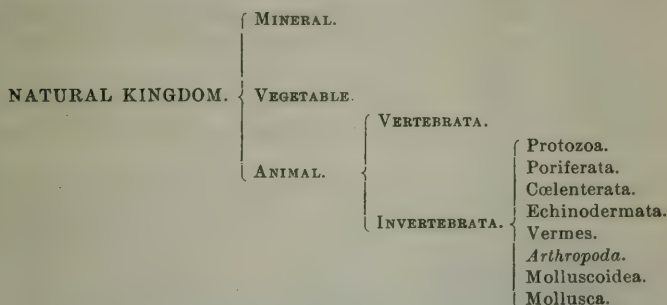 MINERAL.
NATURAL KINGDOM. VEGETABLE.
VERTEBRATA.
ANIMAL.
INVERTEBRATA.
Protozoa.
Poriferata.
Cœlenterata.
Echinodermata.
Vermes.
Arthropoda.
Molluscoidea.
Mollusca.